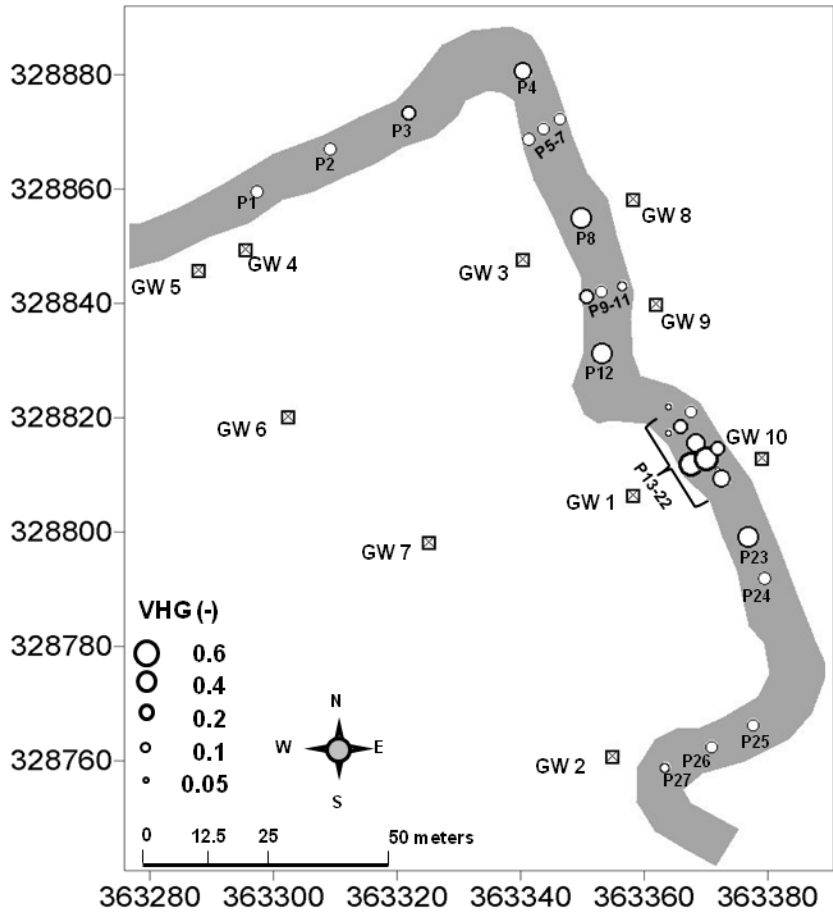 328880
328860
328840
328820
328800
328780
328760
P4
P3
P5-7
P2
P1
GW 8
P8
GW 4
GW 3
GW 5
P9-11
GW 9
P12
GW 6
GW 10
P13-22
GW 1
GW 7
P23
P24
VHG (-)
0.6
0.4
0.2
0.1
0.05
N
W E
S
P25
P26
GW 2
P27
0 12.5 25 50 meters
363280 363300 363320 363340 363360 363380